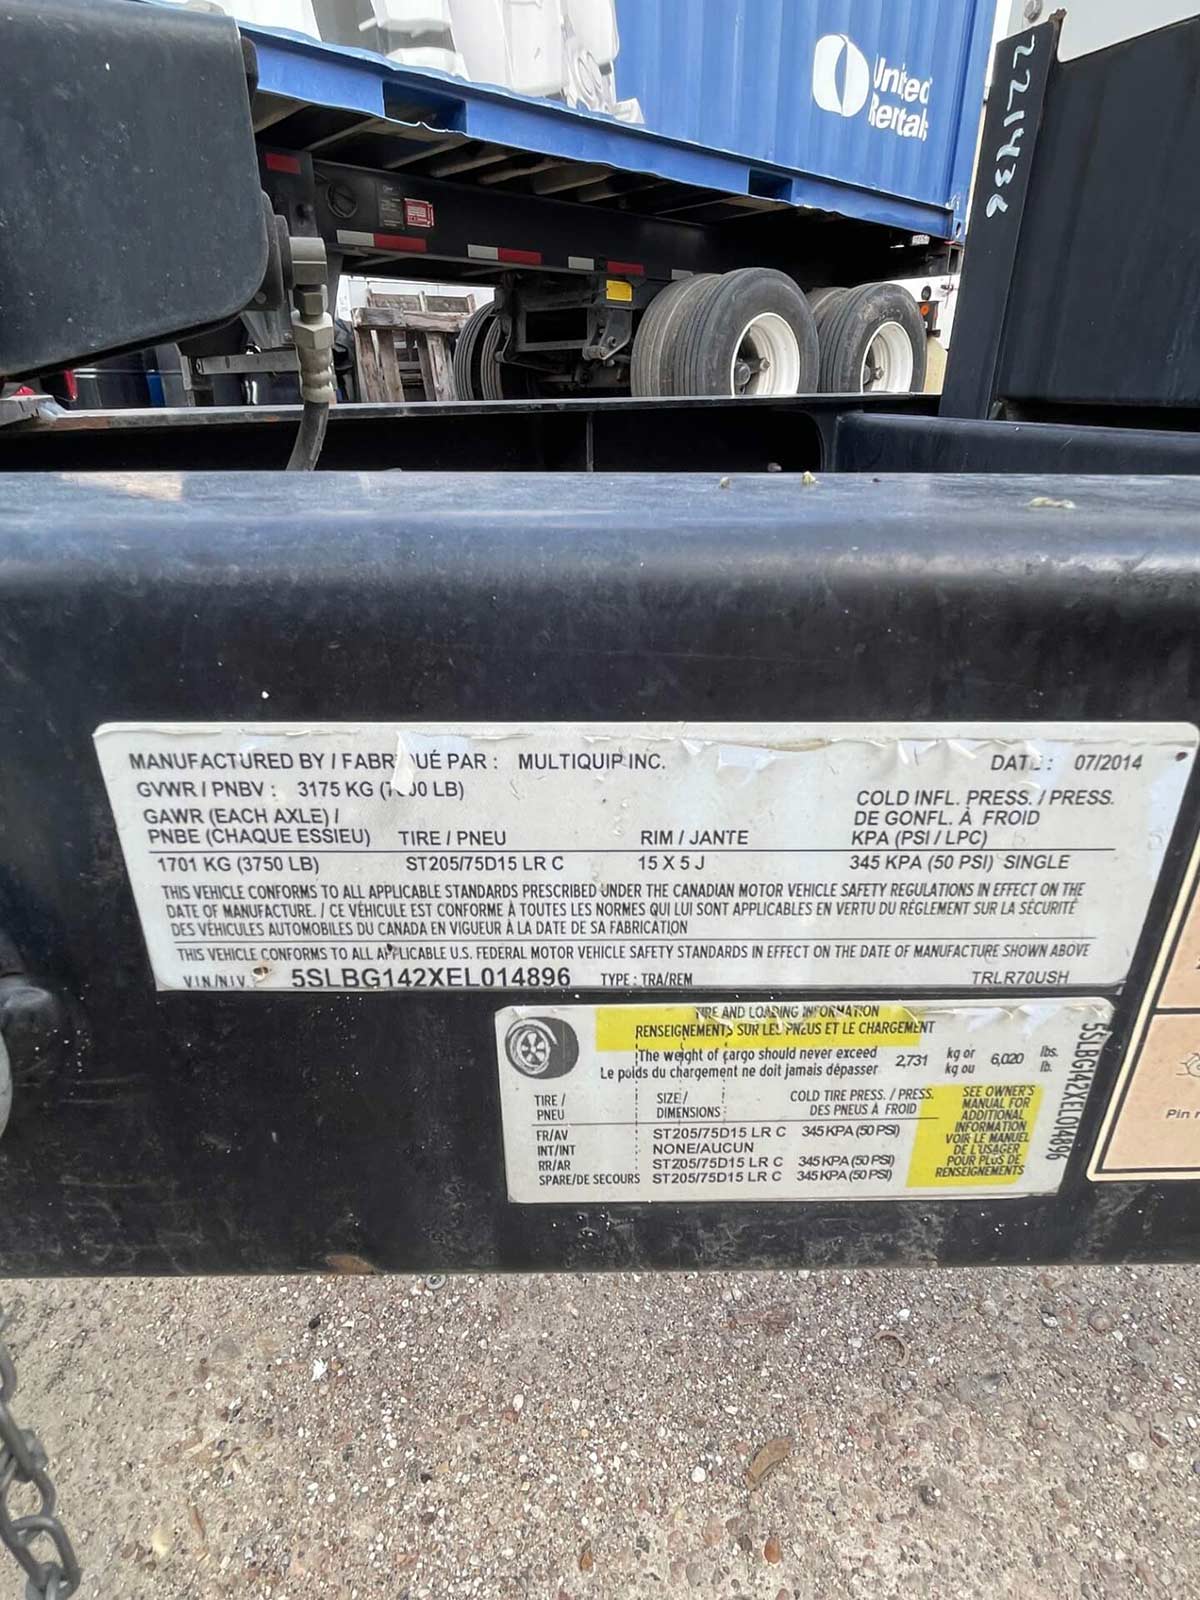 United
Rentals
221436
MANUFACTURED BY / FABR QUÉ PAR : MULTIQUIP INC. DATE : 07/2014
GVWR / PNBV : 3175 KG (7000 LB)
GAWR (EACH AXLE) /
PNBE (CHAQUE ESSIEU) TIRE / PNEU RIM / JANTE COLD INFL. PRESS. / PRESS.
DE GONFL. À FROID
KPA (PSI / LPC)
1701 KG (3750 LB) ST205/75D15 LR C 15 X 5 J 345 KPA (50 PSI) SINGLE
THIS VEHICLE CONFORMS TO ALL APPLICABLE STANDARDS PRESCRIBED UNDER THE CANADIAN MOTOR VEHICLE SAFETY REGULATIONS IN EFFECT ON THE
DATE OF MANUFACTURE. / CE VÉHICULE EST CONFORME À TOUTES LES NORMES QUI LUI SONT APPLICABLES EN VERTU DU RÉGLEMENT SUR LA SÉCURITÉ
DES VÉHICULES AUTOMOBILES DU CANADA EN VIGUEUR À LA DATE DE SA FABRICATION
THIS VEHICLE CONFORMS TO ALL APPLICABLE U.S. FEDERAL MOTOR VEHICLE SAFETY STANDARDS IN EFFECT ON THE DATE OF MANUFACTURE SHOWN ABOVE
V.I.N./N.I.V. 5SLBG142XEL014896 TYPE : TRA/REM TRLR70USH
TIRE AND LOADING INFORMATION
RENSEIGNEMENTS SUR LES PNEUS ET LE CHARGEMENT
The weight of cargo should never exceed
Le poids du chargement ne doit jamais dépasser 2,731 kg or
kg ou 6,020 lbs.
lb.
TIRE /
PNEU SIZE /
DIMENSIONS COLD TIRE PRESS. / PRESS.
DES PNEUS À FROID
FR/AV ST205/75D15 LR C 345 KPA (50 PSI)
INT/INT NONE/AUCUN
RR/AR ST205/75D15 LR C 345 KPA (50 PSI)
SPARE/DE SECOURS ST205/75D15 LR C 345 KPA (50 PSI)
SEE OWNER'S
MANUAL FOR
ADDITIONAL
INFORMATION
VOIR LE MANUEL
DE L'USAGER
POUR PLUS DE
RENSEIGNEMENTS
5SLBG142XEL014896
Pin